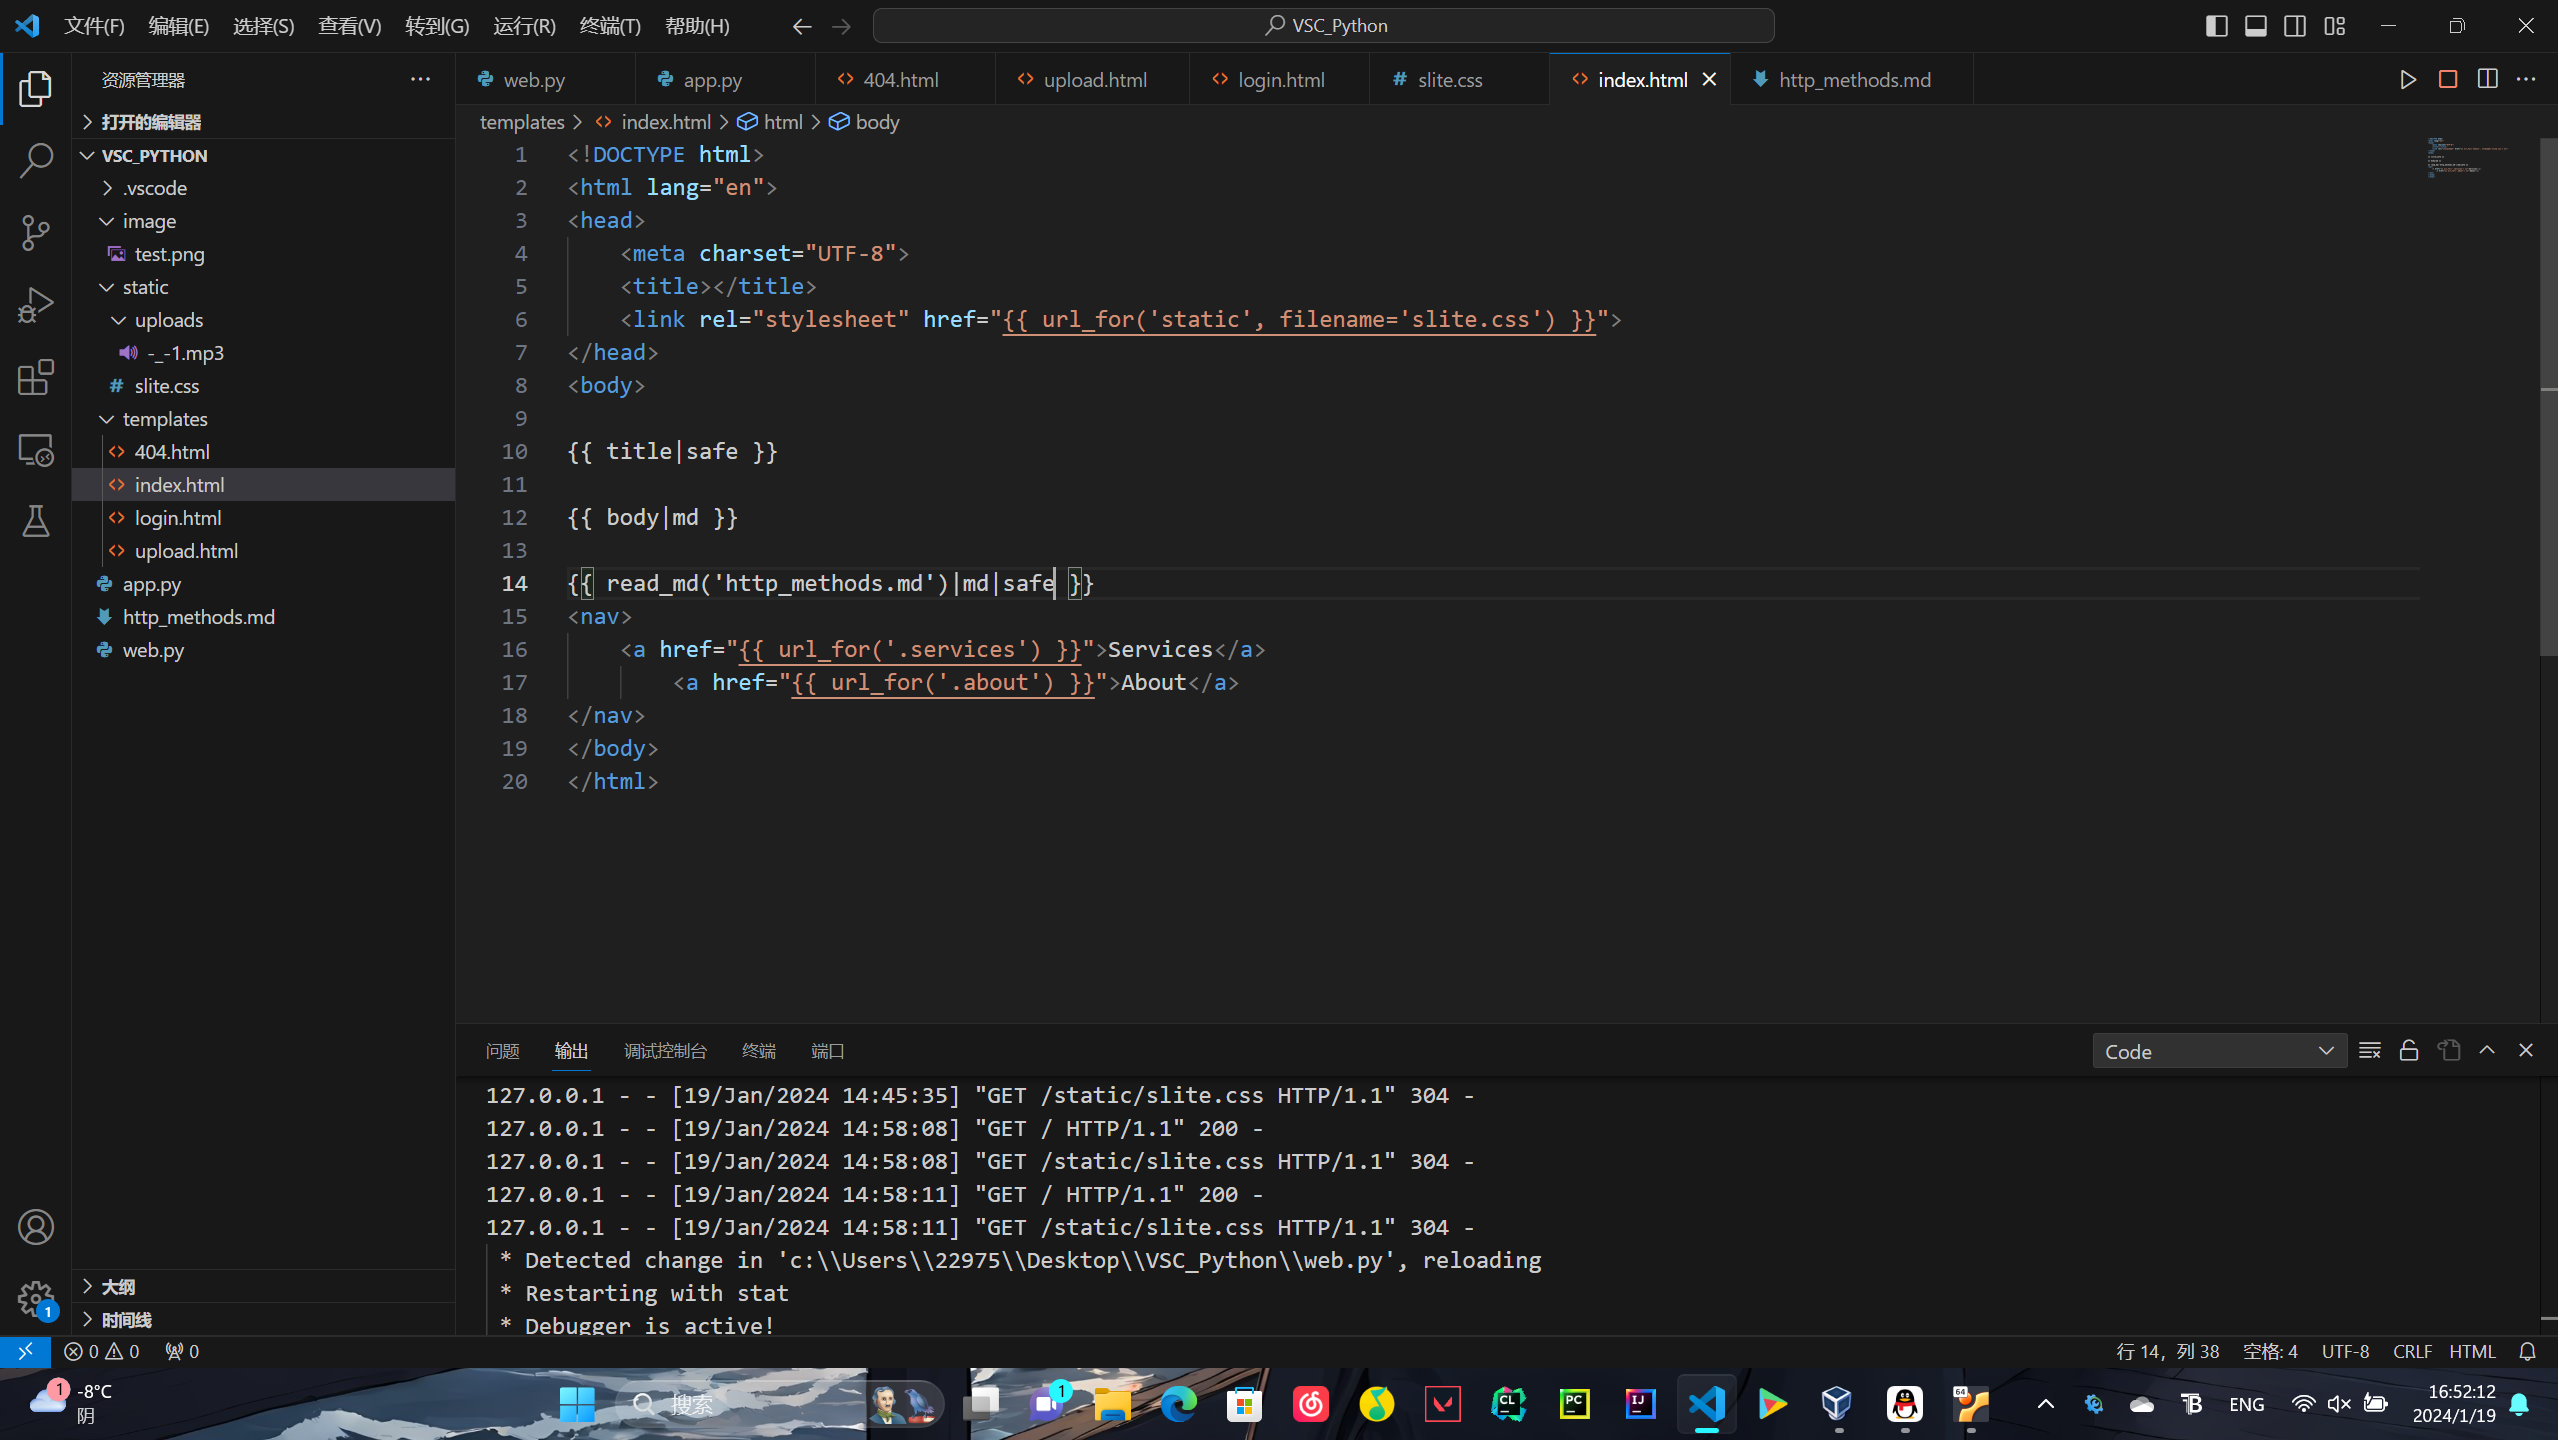 文件(F) 编辑(E) 选择(S) 查看(V) 转到(G) 运行(R) 终端(T) 帮助(H) VSC_Python
资源管理器
web.py app.py 404.html upload.html login.html # slite.css index.html http_methods.md
打开的编辑器
templates > index.html > html > body
VSC_PYTHON
.vscode
image
test.png
static
uploads
-_-1.mp3
# slite.css
templates
404.html
index.html
login.html
upload.html
app.py
http_methods.md
web.py
大纲
时间线
1 <!DOCTYPE html>
2 <html lang="en">
3 <head>
4 <meta charset="UTF-8">
5 <title></title>
6 <link rel="stylesheet" href="{{ url_for('static', filename='slite.css') }}">
7 </head>
8 <body>
9
10 {{ title|safe }}
11
12 {{ body|md }}
13
14 {{ read_md('http_methods.md')|md|safe }}
15 <nav>
16 <a href="{{ url_for('.services') }}">Services</a>
17 <a href="{{ url_for('.about') }}">About</a>
18 </nav>
19 </body>
20 </html>
问题 输出 调试控制台 终端 端口 Code
127.0.0.1 - - [19/Jan/2024 14:45:35] "GET /static/slite.css HTTP/1.1" 304 -
127.0.0.1 - - [19/Jan/2024 14:58:08] "GET / HTTP/1.1" 200 -
127.0.0.1 - - [19/Jan/2024 14:58:08] "GET /static/slite.css HTTP/1.1" 304 -
127.0.0.1 - - [19/Jan/2024 14:58:11] "GET / HTTP/1.1" 200 -
127.0.0.1 - - [19/Jan/2024 14:58:11] "GET /static/slite.css HTTP/1.1" 304 -
* Detected change in 'c:\\Users\\22975\\Desktop\\VSC_Python\\web.py', reloading
* Restarting with stat
* Debugger is active!
1
0 0 0 行 14，列 38 空格: 4 UTF-8 CRLF HTML
1 -8°C
阴
搜索 1 CL PC IJ 64 ENG
16:52:12
2024/1/19